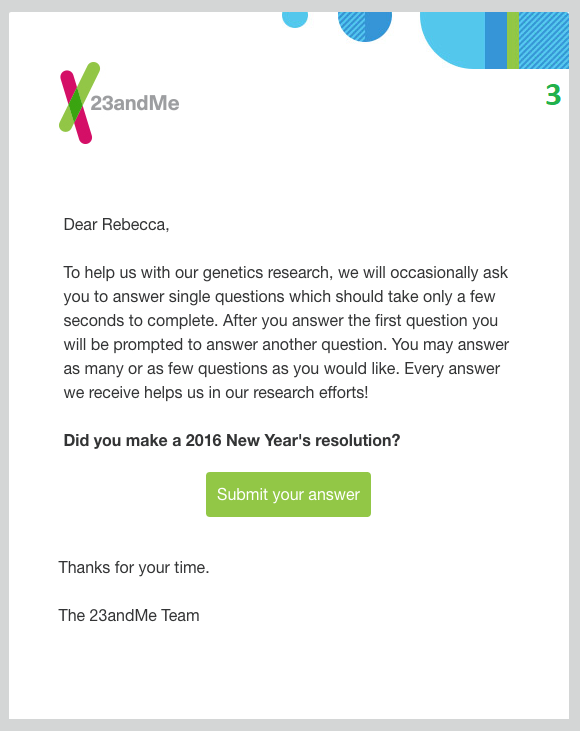 3
23andMe
Dear Rebecca,
To help us with our genetics research, we will occasionally ask
you to answer single questions which should take only a few
seconds to complete. After you answer the first question you
will be prompted to answer another question. You may answer
as many or as few questions as you would like. Every answer
we receive helps us in our research efforts!
Did you make a 2016 New Year's resolution?
Submit your answer
Thanks for your time.
The 23andMe Team